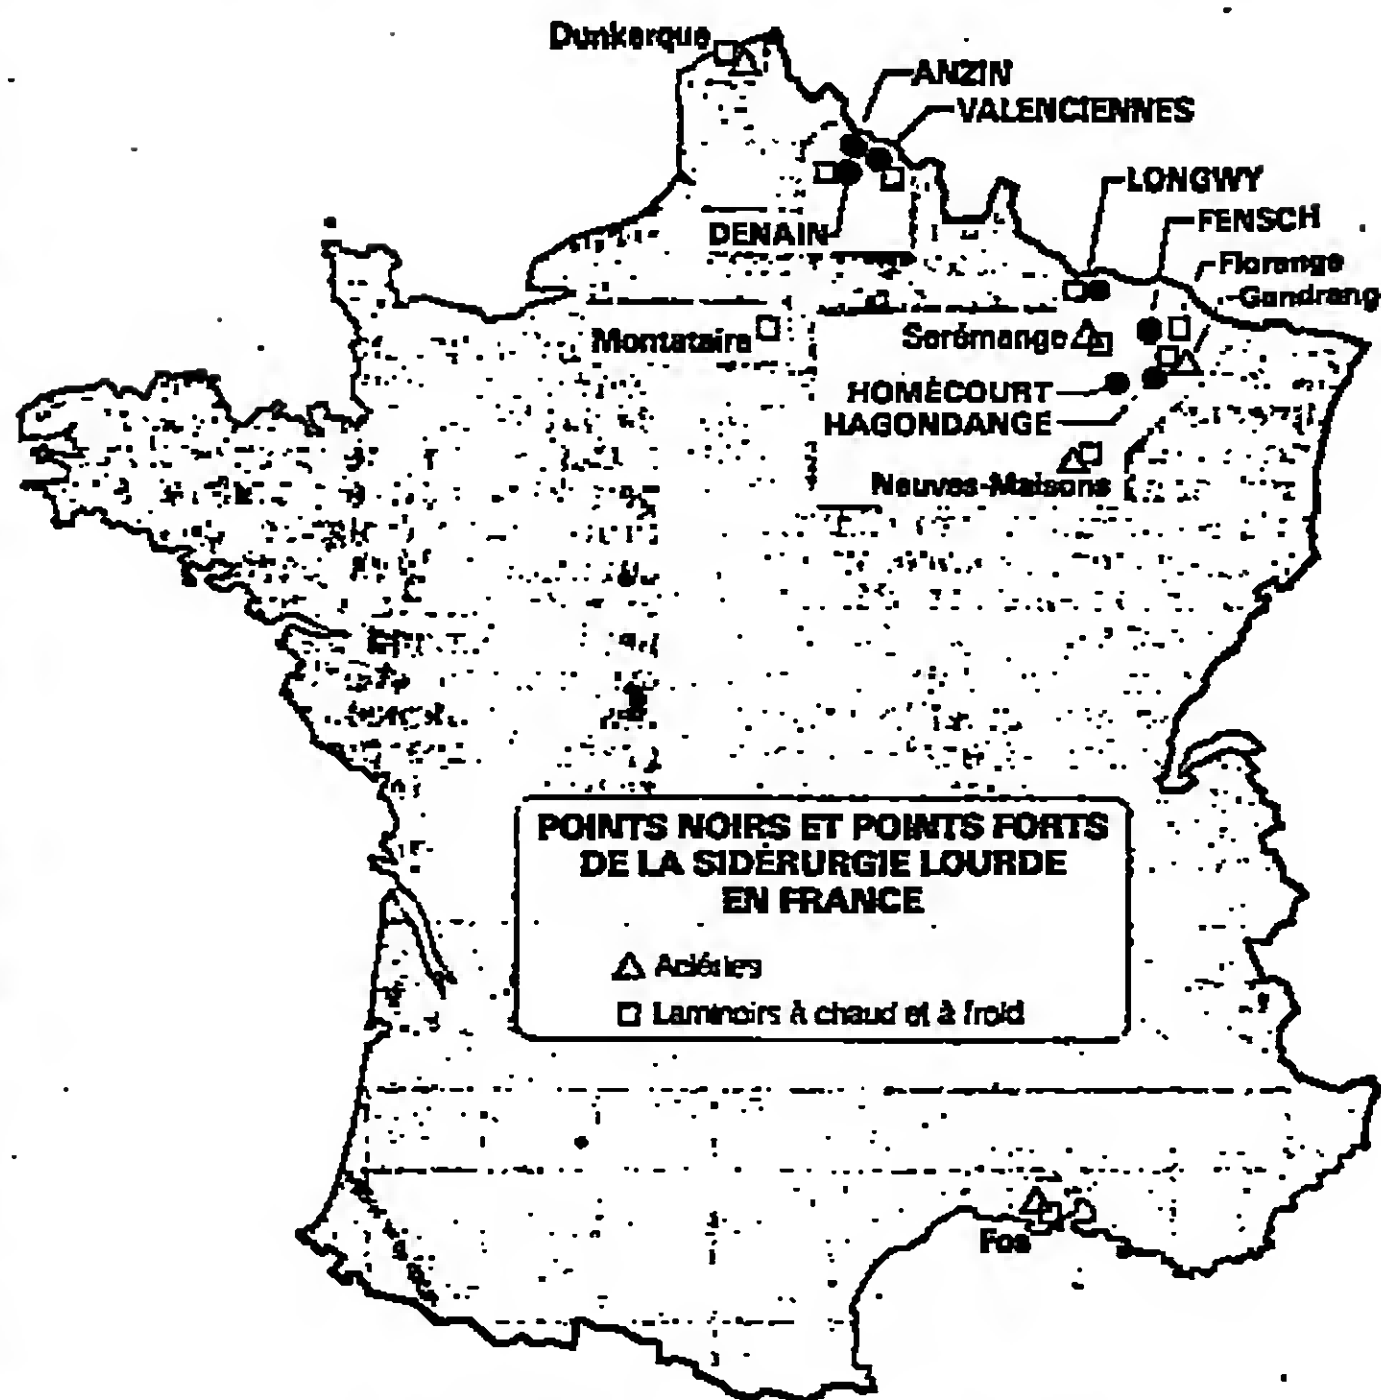 Dunkerque
ANZIN
VALENCIENNES
LONGWY
FENSCH
DENAIN
Florange
Gandrang
Montataire
Serémange
HOMÉCOURT
HAGONDANGE
Neuves-Maisons
POINTS NOIRS ET POINTS FORTS
DE LA SIDÉRURGIE LOURDE
EN FRANCE
Aciéries
Laminoirs à chaud et à froid
Fos